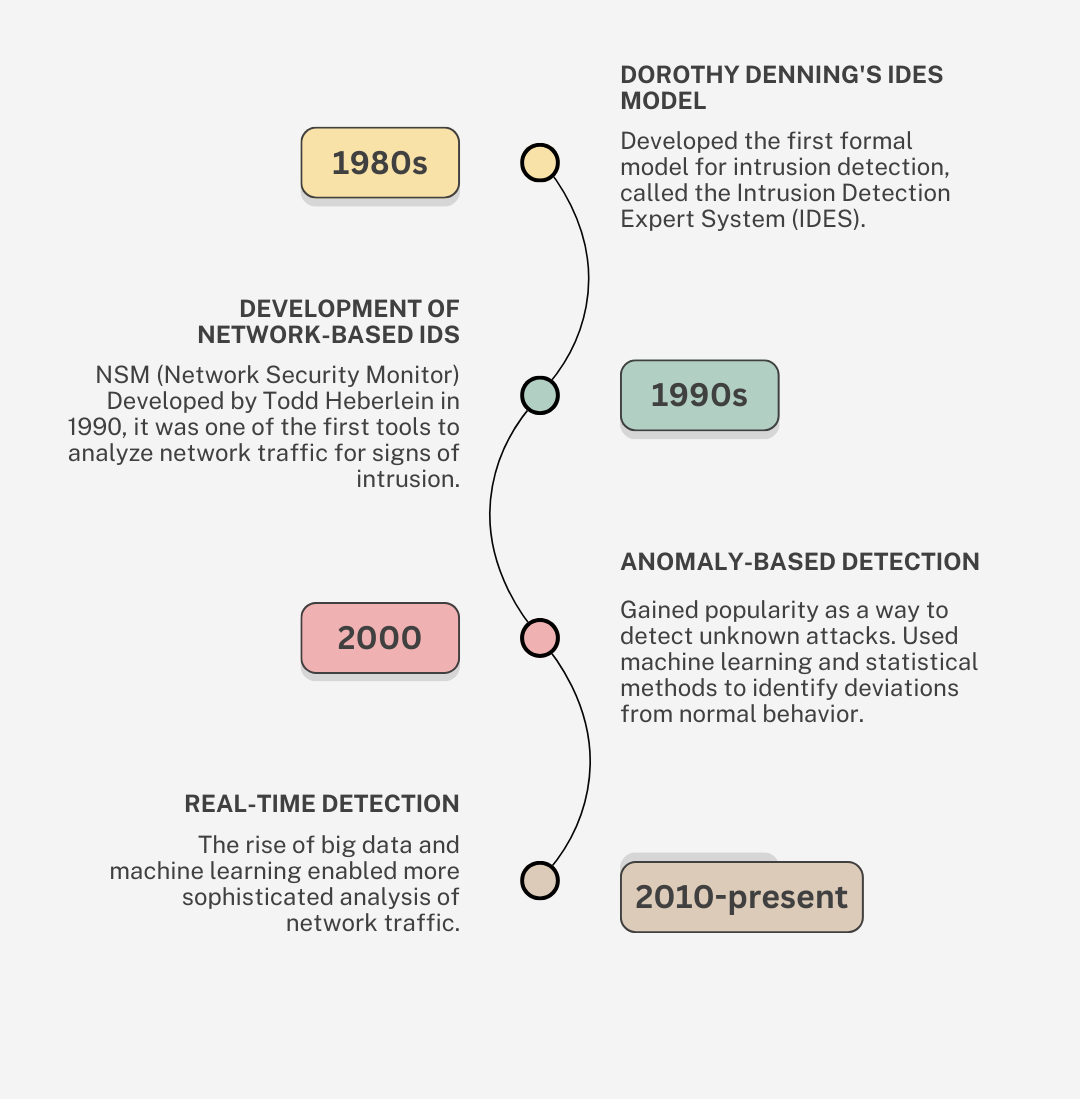 1980s
DOROTHY DENNING'S IDES
MODEL
Developed the first formal
model for intrusion detection,
called the Intrusion Detection
Expert System (IDES).
DEVELOPMENT OF
NETWORK-BASED IDS
NSM (Network Security Monitor)
Developed by Todd Heberlein in
1990, it was one of the first tools to
analyze network traffic for signs of
intrusion.
1990s
2000
ANOMALY-BASED DETECTION
Gained popularity as a way to
detect unknown attacks. Used
machine learning and statistical
methods to identify deviations
from normal behavior.
REAL-TIME DETECTION
The rise of big data and
machine learning enabled more
sophisticated analysis of
network traffic.
2010-present